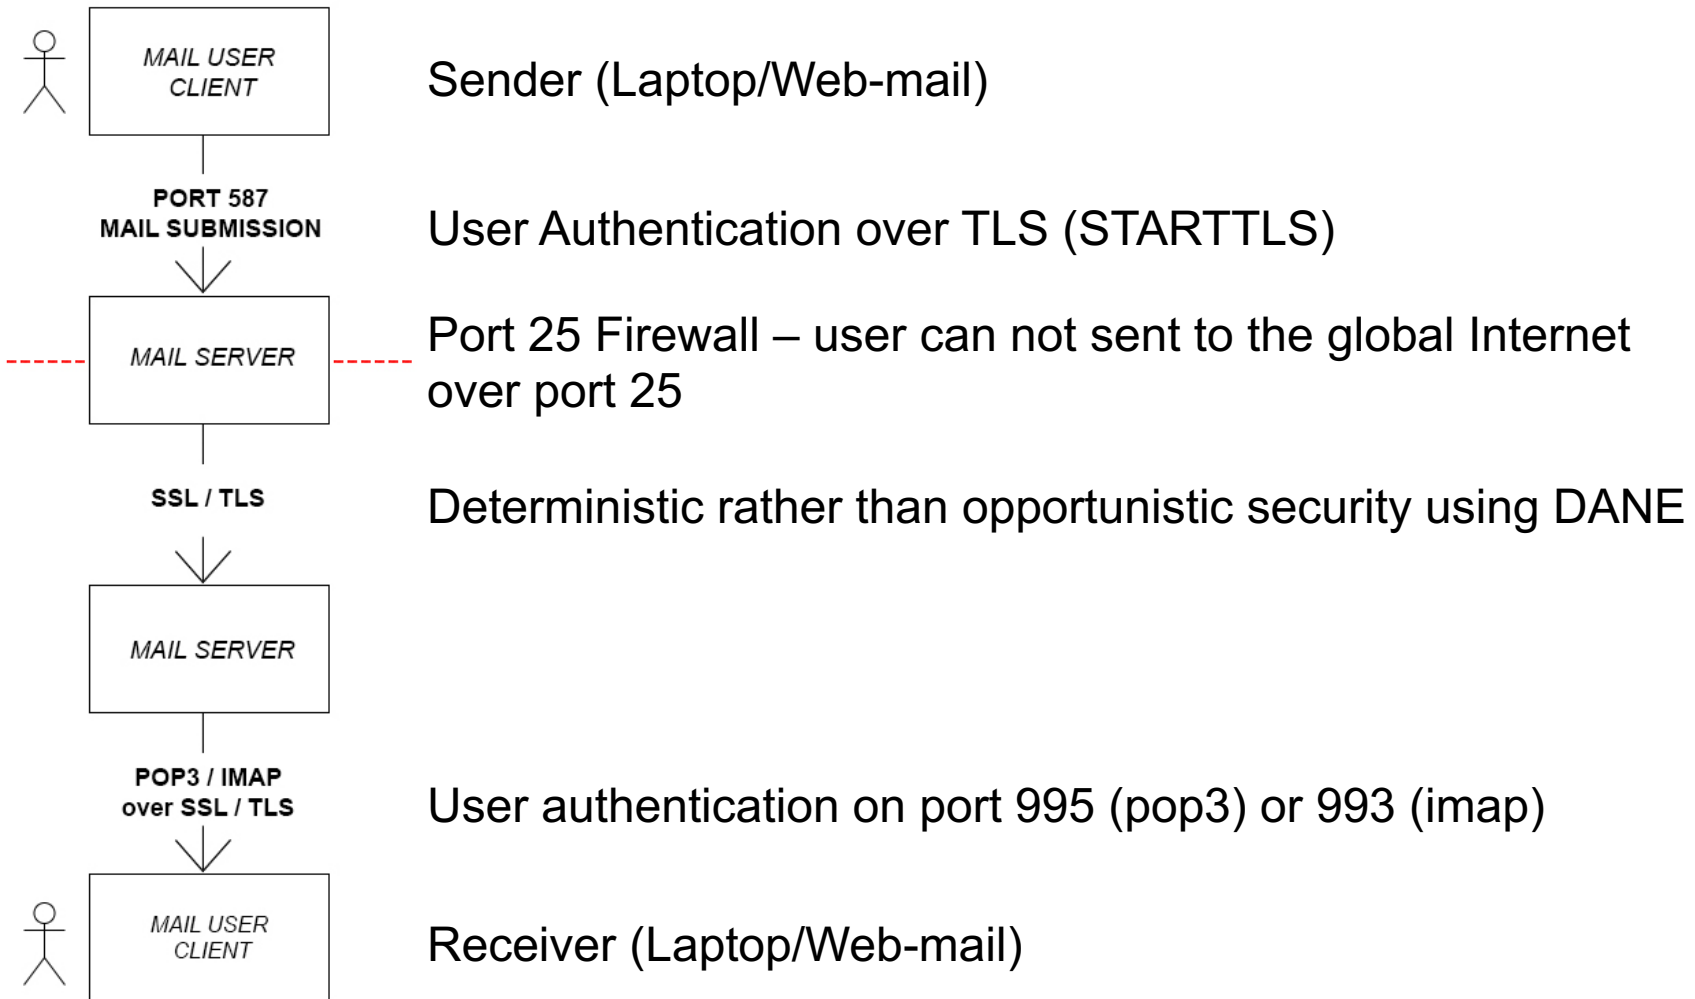 MAIL USER
CLIENT
Sender (Laptop/Web-mail)
PORT 587
MAIL SUBMISSION
User Authentication over TLS (STARTTLS)
MAIL SERVER
Port 25 Firewall – user can not sent to the global Internet
over port 25
SSL / TLS
Deterministic rather than opportunistic security using DANE
MAIL SERVER
POP3 / IMAP
over SSL / TLS
User authentication on port 995 (pop3) or 993 (imap)
MAIL USER
CLIENT
Receiver (Laptop/Web-mail)